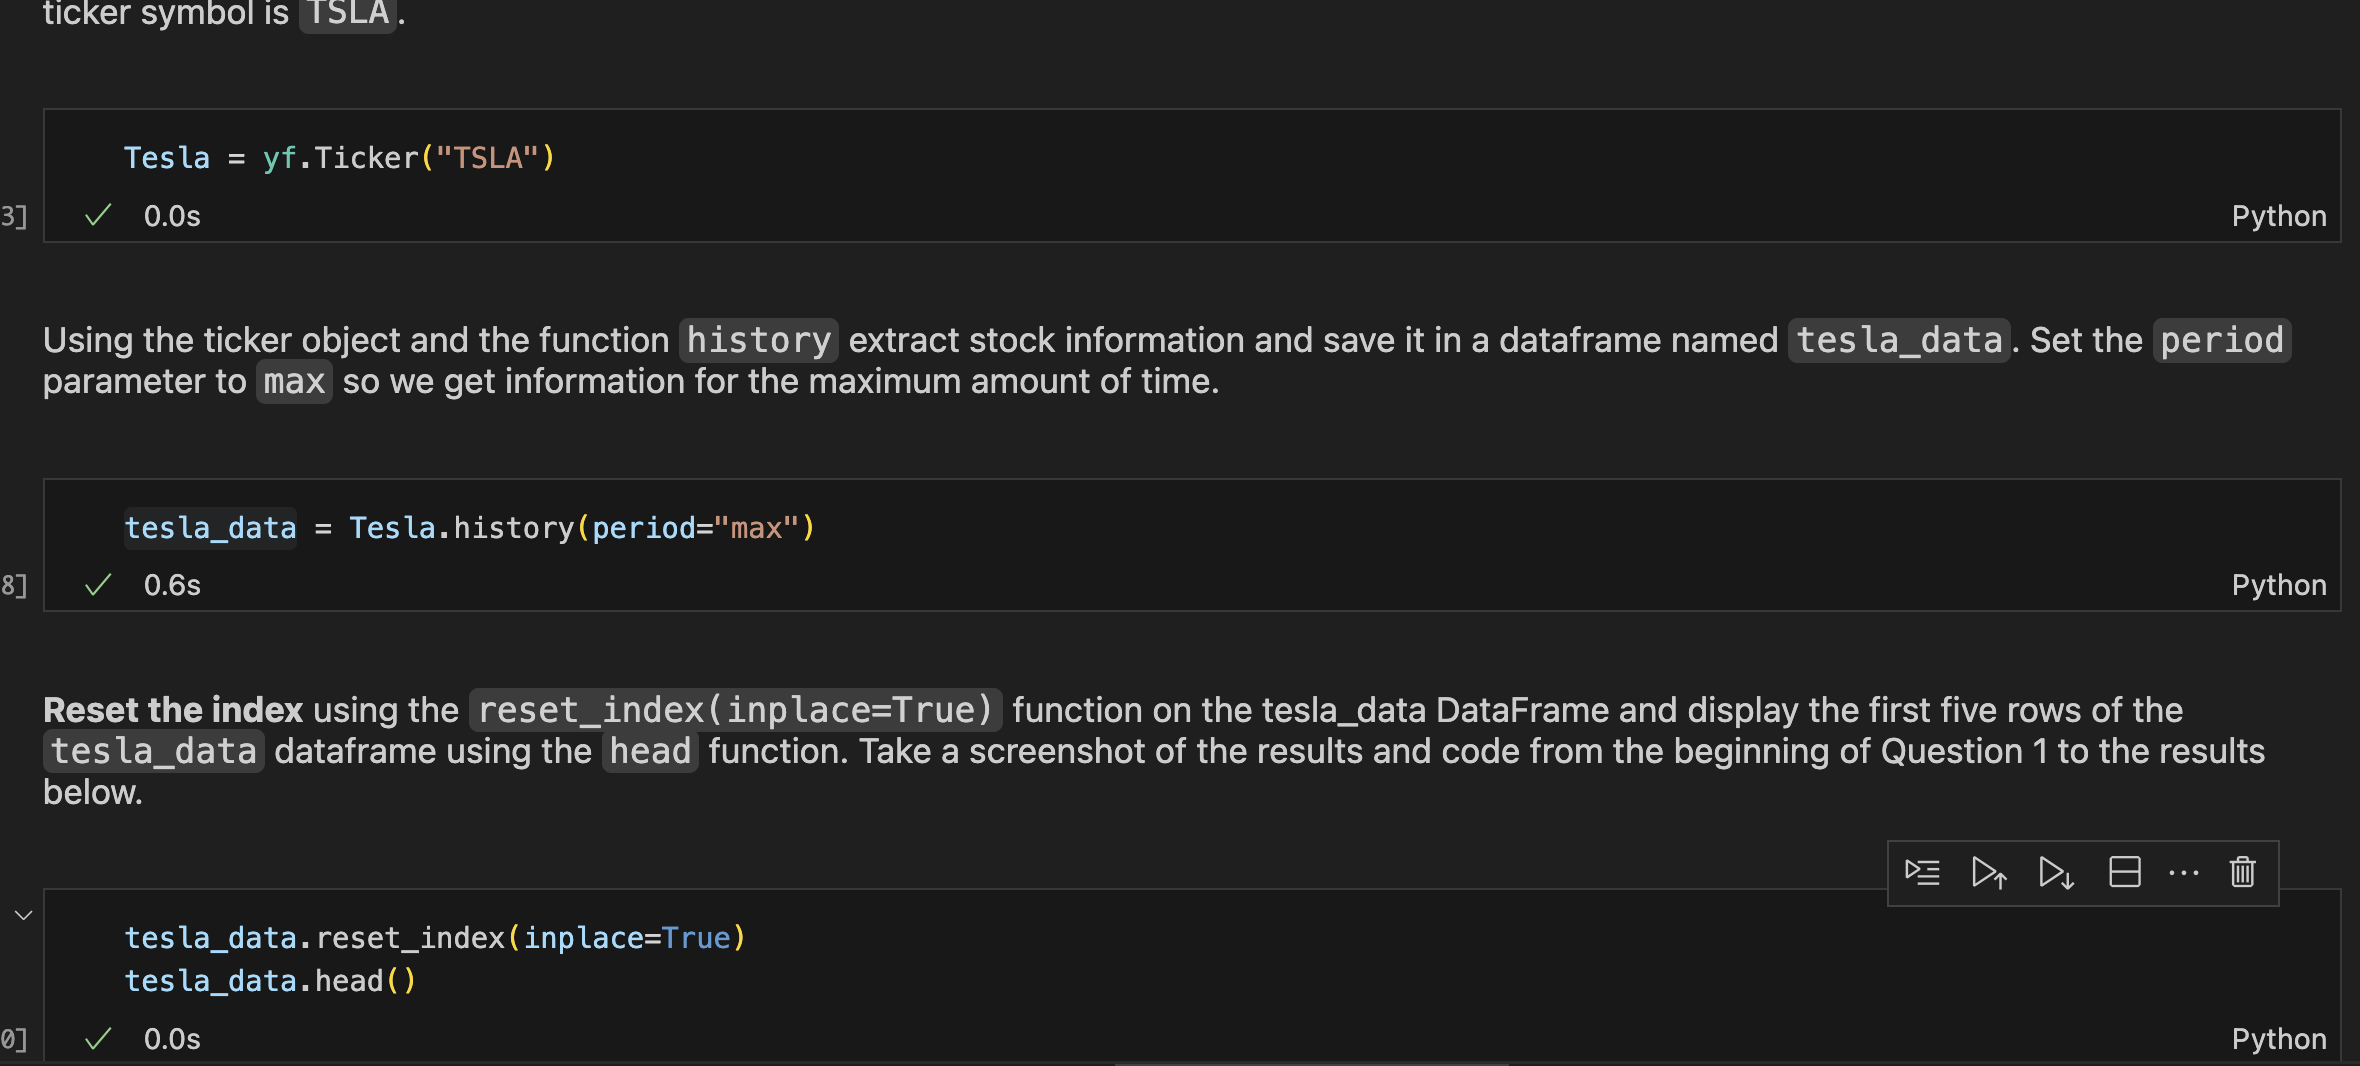 ticker symbol is TSLA.
Tesla = yf.Ticker("TSLA")
3]
0.0s
Python
Using the ticker object and the function history extract stock information and save it in a dataframe named tesla_data. Set the period
parameter to max so we get information for the maximum amount of time.
tesla_data = Tesla.history(period="max")
8]
0.6s
Python
Reset the index using the reset_index(inplace=True) function on the tesla_data DataFrame and display the first five rows of the
tesla_data dataframe using the head function. Take a screenshot of the results and code from the beginning of Question 1 to the results
below.
tesla_data.reset_index(inplace=True)
tesla_data.head()
0]
0.0s
Python